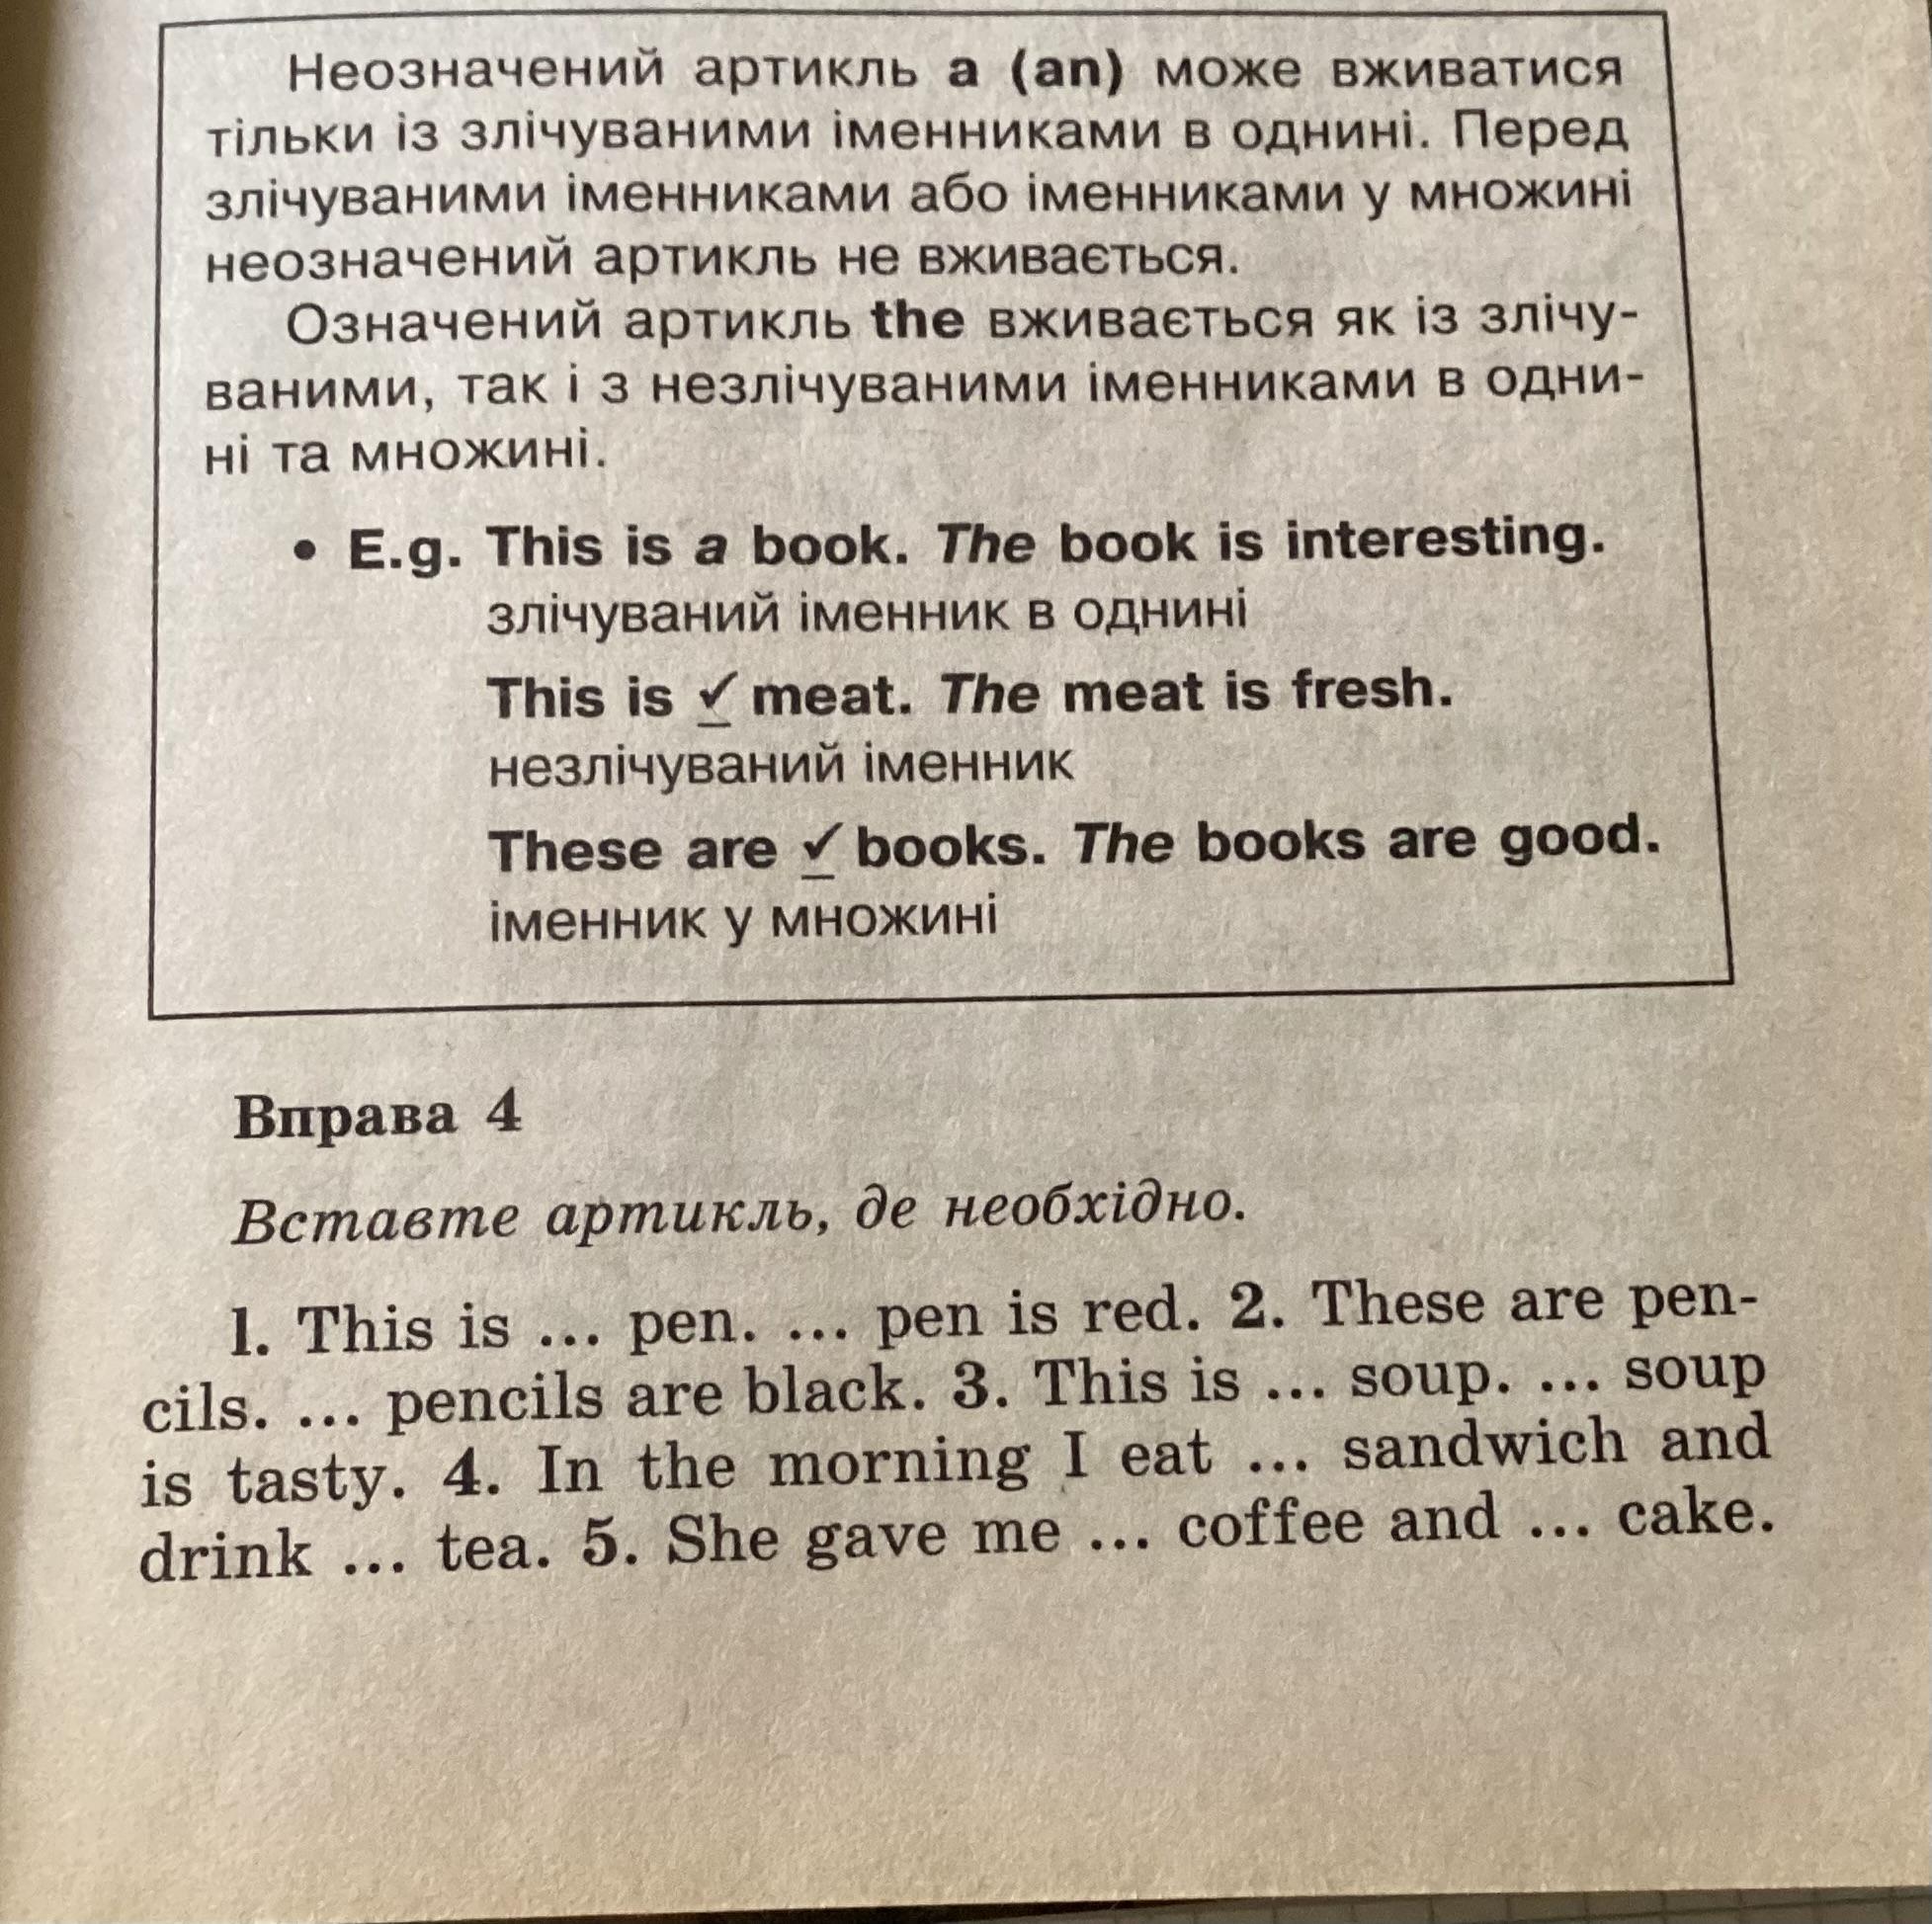 Неозначений артикль a (an) може вживатися
тільки із злічуваними іменниками в однині. Перед
злічуваними іменниками або іменниками у множині
неозначений артикль не вживається.
Означений артикль the вживається як із злічу-
ваними, так і з незлічуваними іменниками в одни-
ні та множині.
• E.g. This is a book. The book is interesting.
злічуваний іменник в однині
This is ✓ meat. The meat is fresh.
незлічуваний іменник
These are ✓ books. The books are good.
іменник у множині
Вправа 4
Вставте артикль, де необхідно.
1. This is ... pen. ... pen is red. 2. These are pen-
cils. ... pencils are black. 3. This is ... soup. ... soup
is tasty. 4. In the morning I eat ... sandwich and
drink ... tea. 5. She gave me ... coffee and ... cake.